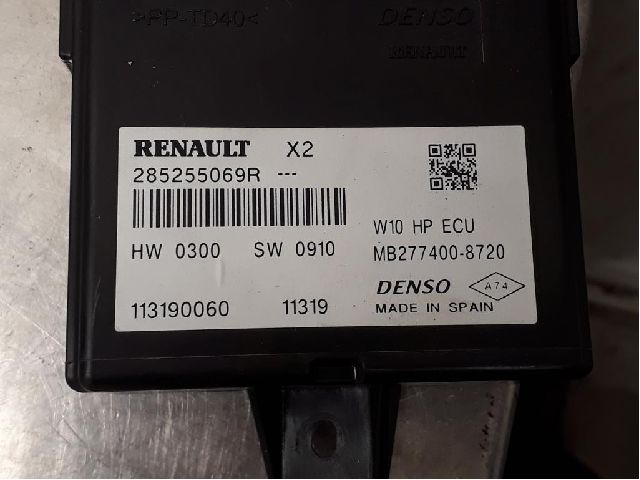 >PP-TD40<
DENSO
RENAULT
RENAULT X2
285255069R ---
HW 0300 SW 0910
113190060 11319
W10 HP ECU
MB277400-8720
DENSO A74
MADE IN SPAIN